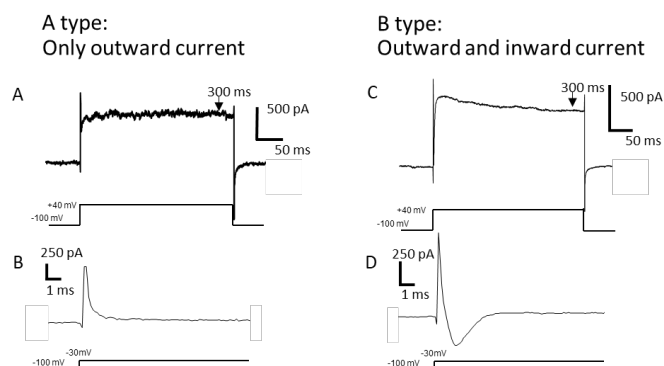 A type:
Only outward current
B type:
Outward and inward current
A
300 ms
500 pA
50 ms
+40 mV
-100 mV
C
300 ms
500 pA
50 ms
+40 mV
-100 mV
B
250 pA
1 ms
-30mV
-100 mV
D
250 pA
1 ms
-30mV
-100 mV